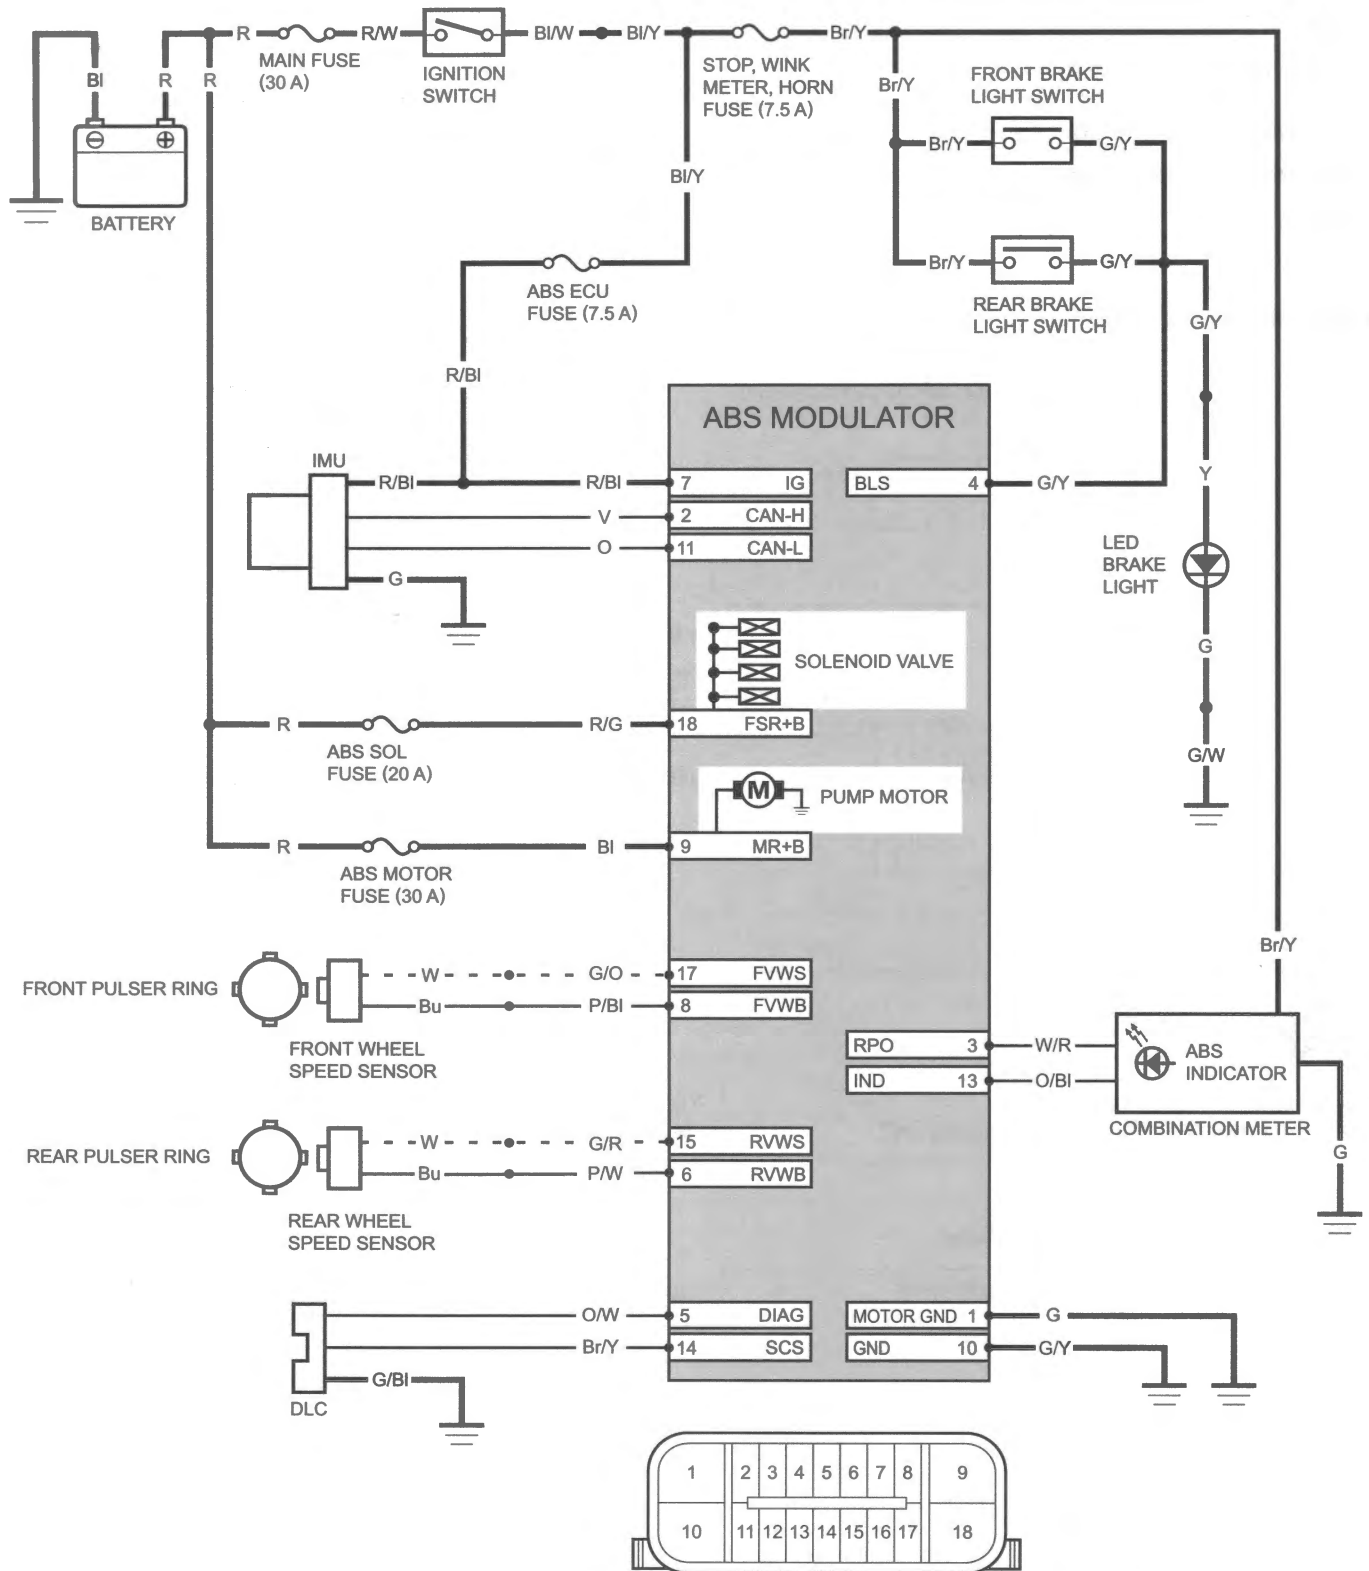 R
R/W
Bl/W
Bl/Y
Br/Y
MAIN FUSE
(30 A)
IGNITION
SWITCH
STOP, WINK
METER, HORN
FUSE (7.5 A)
FRONT BRAKE
LIGHT SWITCH
Bl
R
R
Br/Y
Br/Y
G/Y
BATTERY
Bl/Y
Br/Y
G/Y
ABS ECU
FUSE (7.5 A)
REAR BRAKE
LIGHT SWITCH
G/Y
R/Bl
ABS MODULATOR
IMU
R/Bl
R/Bl
7 IG
BLS 4
G/Y
Y
V
2 CAN-H
O
11 CAN-L
LED
BRAKE
LIGHT
G
SOLENOID VALVE
G
R
R/G
18 FSR+B
ABS SOL
FUSE (20 A)
G/W
PUMP MOTOR
M
R
Bl
9 MR+B
ABS MOTOR
FUSE (30 A)
Br/Y
FRONT PULSER RING
W
G/O
17 FVWS
Bu
P/Bl
8 FVWB
FRONT WHEEL
SPEED SENSOR
RPO 3
W/R
IND 13
O/Bl
ABS
INDICATOR
COMBINATION METER
G
REAR PULSER RING
W
G/R
15 RVWS
Bu
P/W
6 RVWB
REAR WHEEL
SPEED SENSOR
O/W
5 DIAG
MOTOR GND 1
G
Br/Y
14 SCS
GND 10
G/Y
G/Bl
DLC
1 2 3 4 5 6 7 8 9
10 11 12 13 14 15 16 17 18